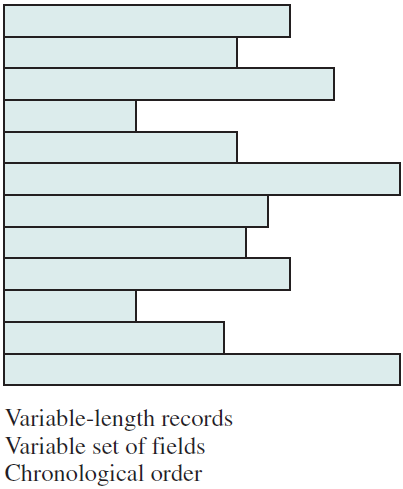 Variable-length records
Variable set of fields
Chronological order